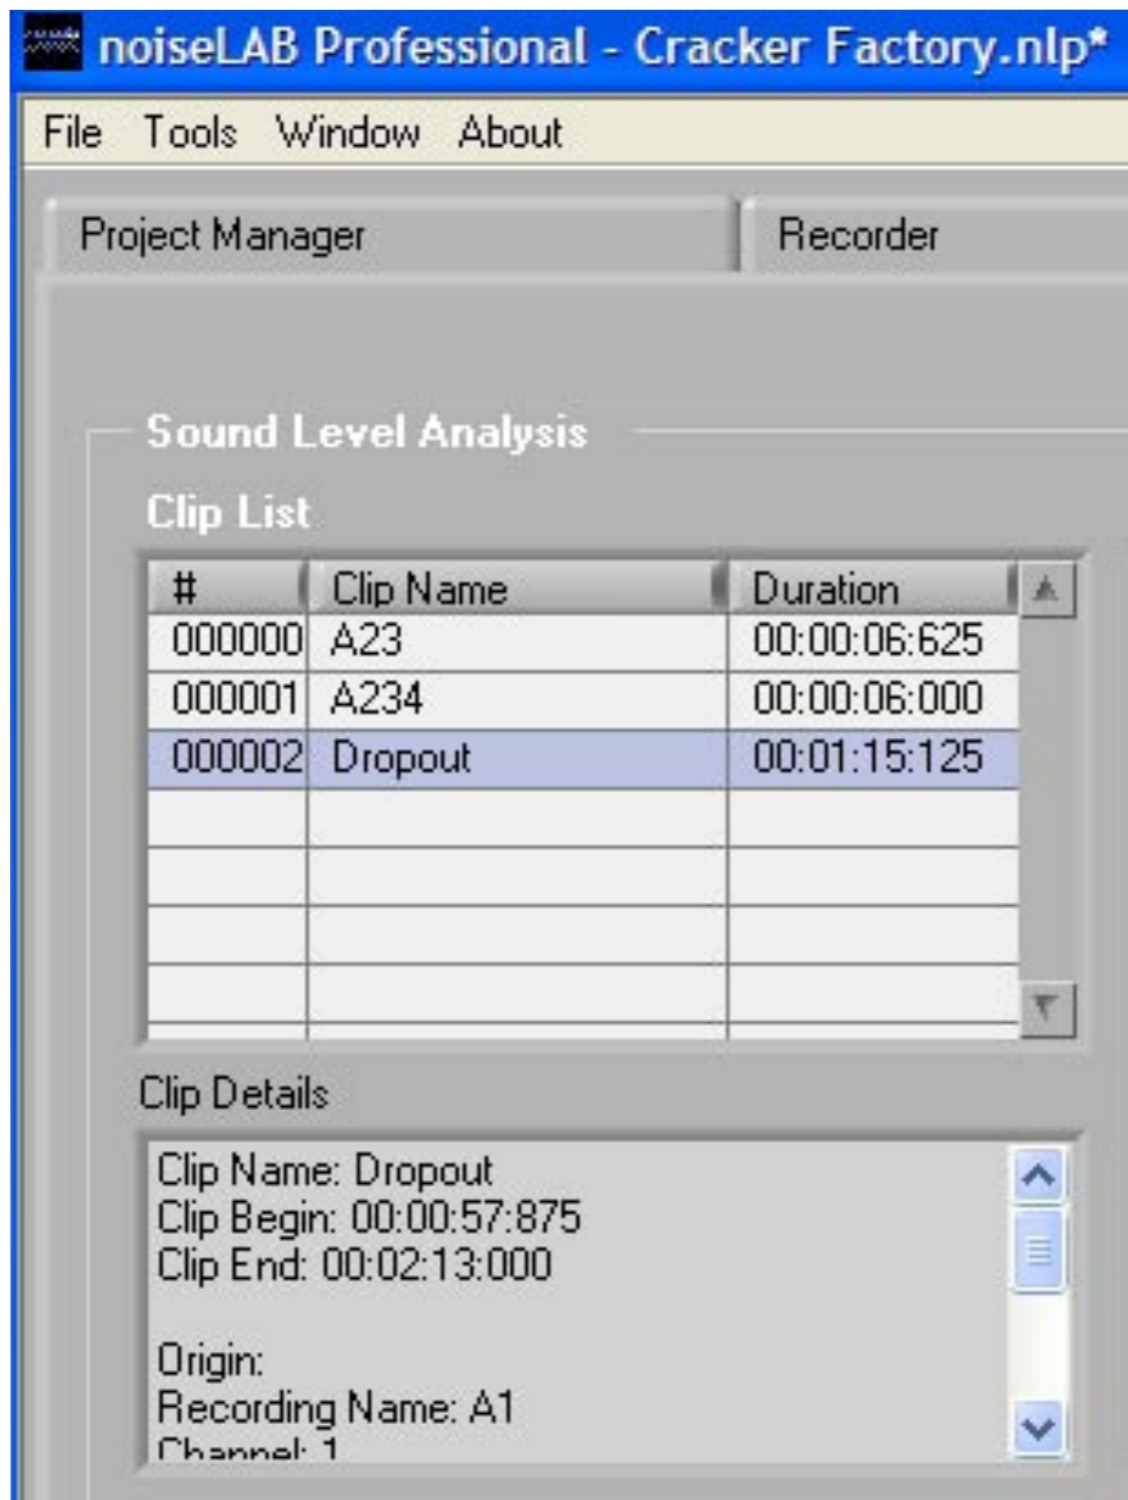 noiseLAB Professional - Cracker Factory.nlp*
File Tools Window About
Project Manager Recorder
Sound Level Analysis
Clip List
# Clip Name Duration
000000 A23 00:00:06:625
000001 A234 00:00:06:000
000002 Dropout 00:01:15:125
Clip Details
Clip Name: Dropout
Clip Begin: 00:00:57:875
Clip End: 00:02:13:000
Origin:
Recording Name: A1
Channel: 1